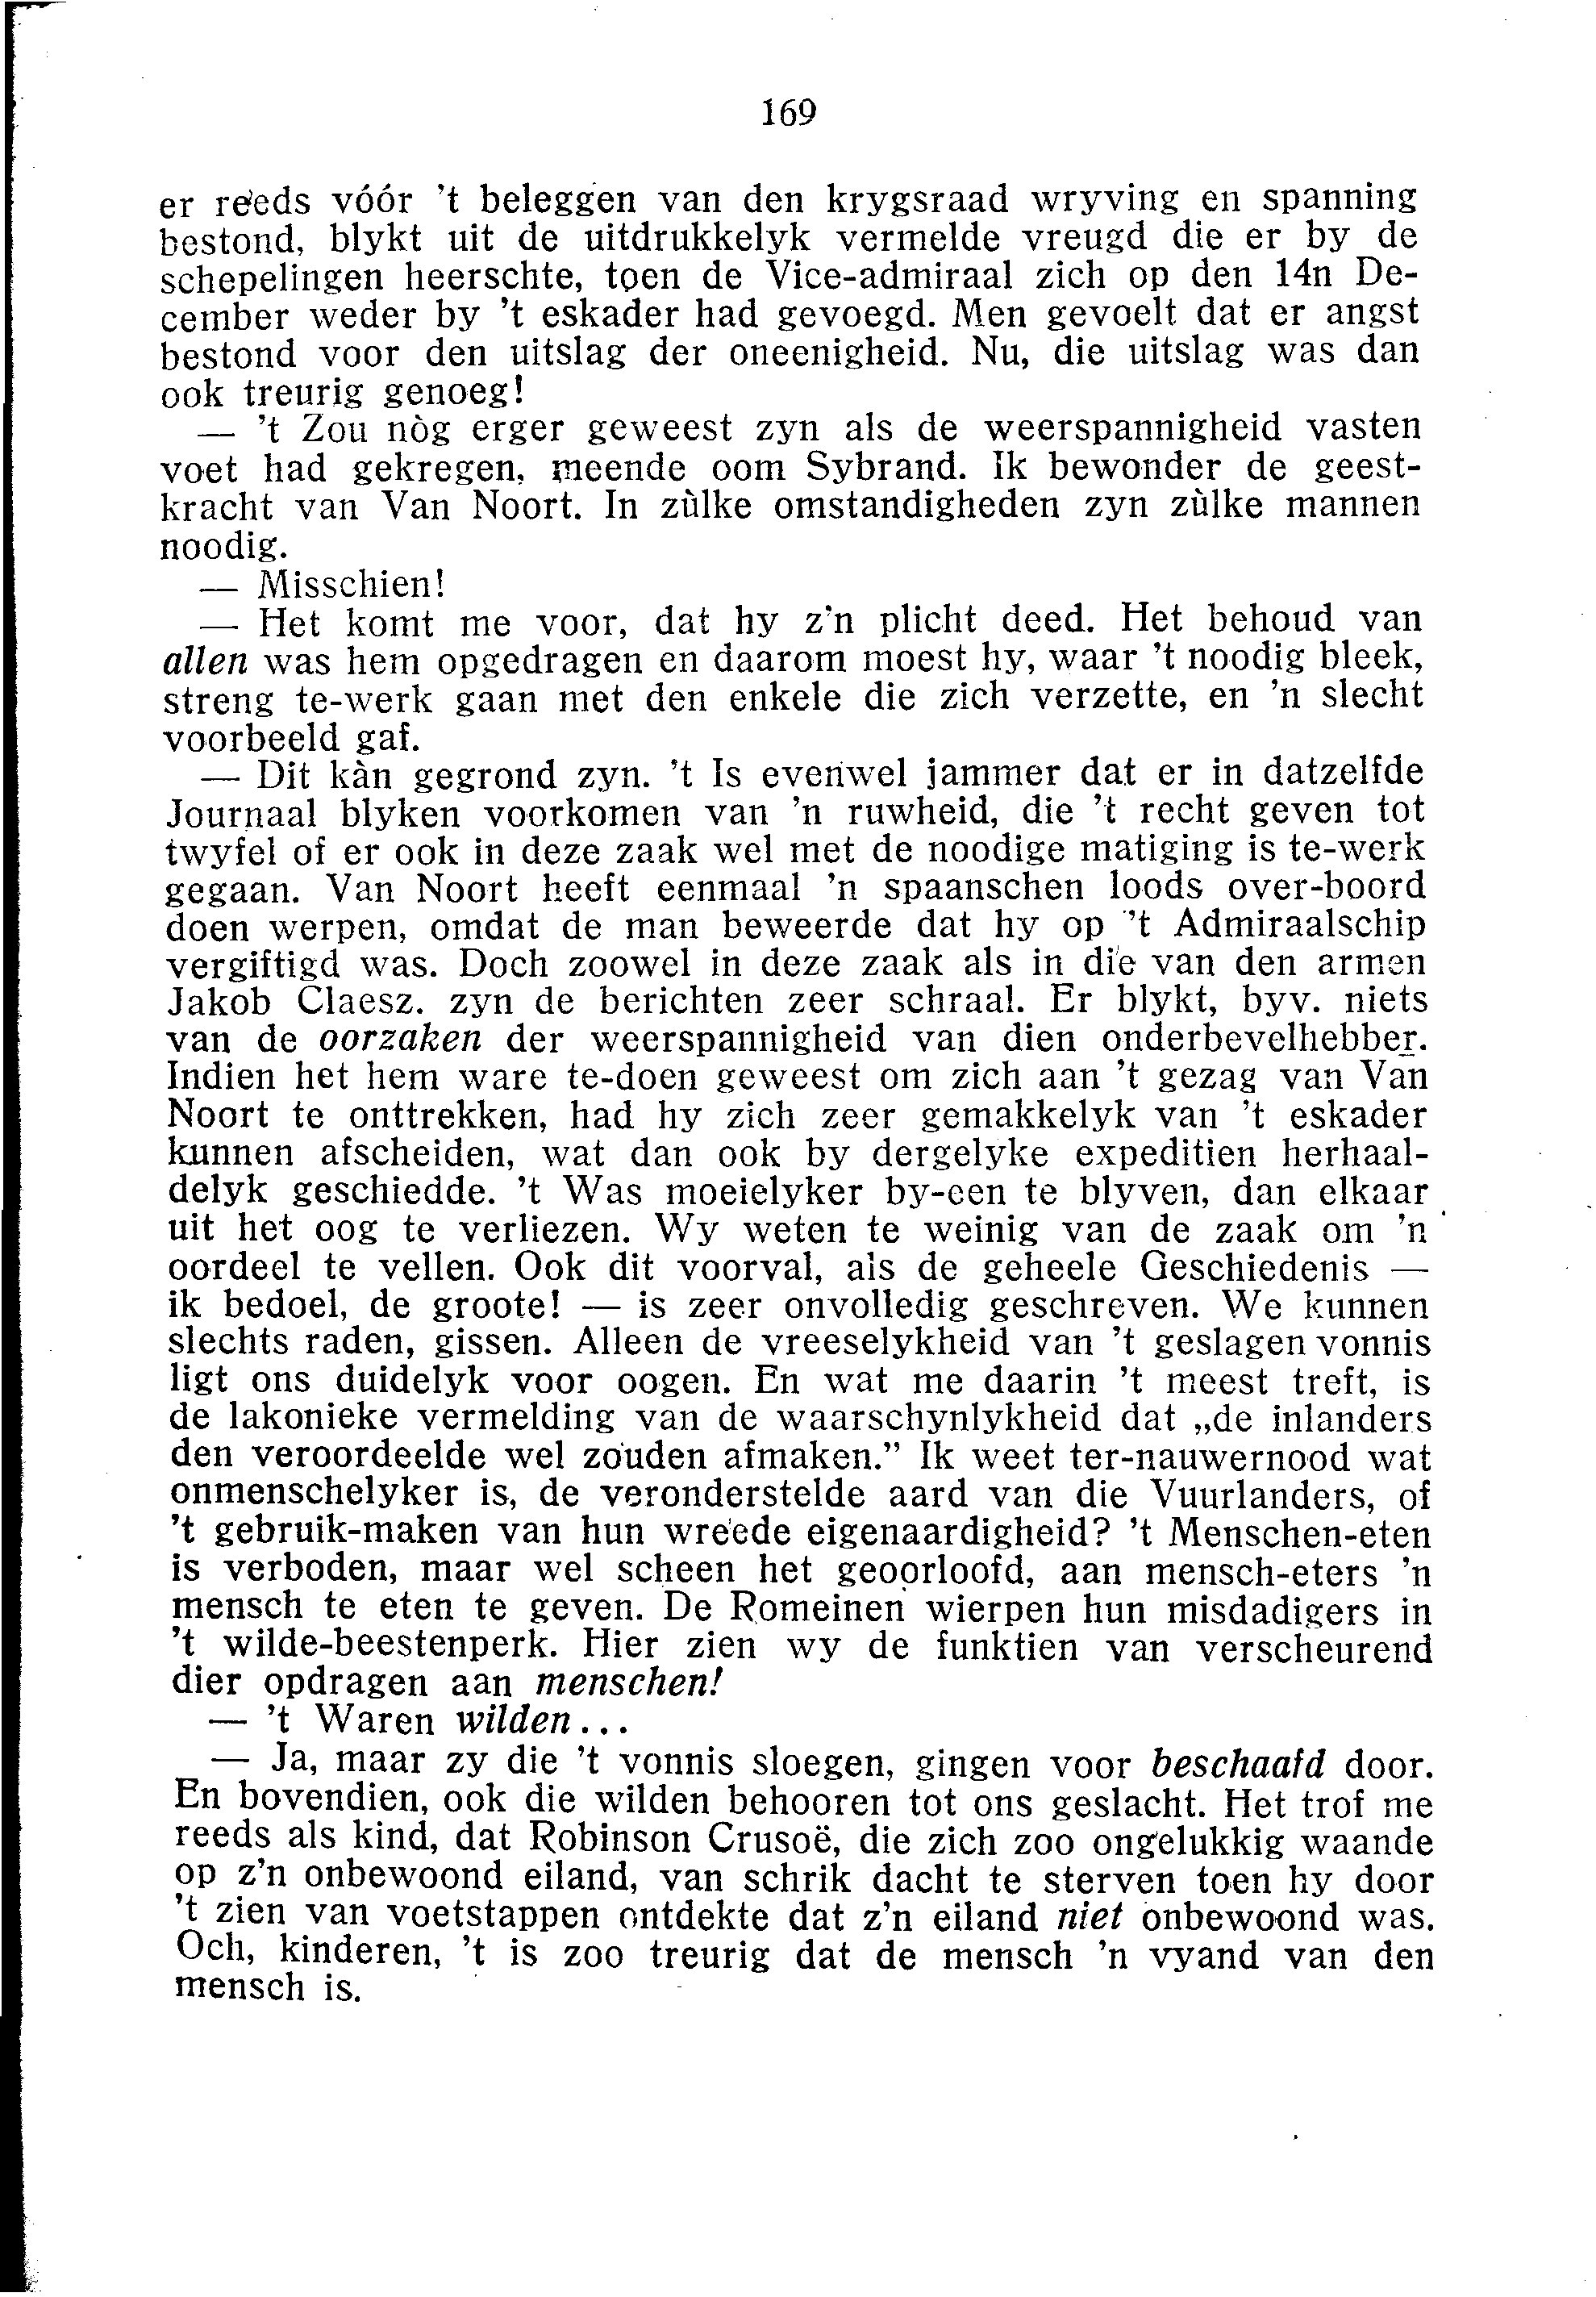 169
er reeds vóór 't beleggen van den krygsraad wryving en spanning
bestond, blykt uit de uitdrukkelyk vermelde vreugd die er by de
schepelingen heerschte, toen de Vice-admiraal zich op den 14n De-
cember weder by 't eskader had gevoegd. Men gevoelt dat er angst
bestond voor den uitslag der oneenigheid. Nu, die uitslag was dan
ook treurig genoeg!
— 't Zou nòg erger geweest zyn als de weerspannigheid vasten
voet had gekregen, meende oom Sybrand. Ik bewonder de geest-
kracht van Van Noort. In zùlke omstandigheden zyn zùlke mannen
noodig.
— Misschien!
— Het komt me voor, dat hy z'n plicht deed. Het behoud van
allen was hem opgedragen en daarom moest hy, waar 't noodig bleek,
streng te-werk gaan met den enkele die zich verzette, en 'n slecht
voorbeeld gaf.
— Dit kàn gegrond zyn. 't Is evenwel jammer dat er in datzelfde
Journaal blyken voorkomen van 'n ruwheid, die 't recht geven tot
twyfel of er ook in deze zaak wel met de noodige matiging is te-werk
gegaan. Van Noort heeft eenmaal 'n spaanschen loods over-boord
doen werpen, omdat de man beweerde dat hy op 't Admiraalschip
vergiftigd was. Doch zoowel in deze zaak als in die van den armen
Jakob Claesz. zyn de berichten zeer schraal. Er blykt, byv. niets
van de oorzaken der weerspannigheid van dien onderbevelhebber.
Indien het hem ware te-doen geweest om zich aan 't gezag van Van
Noort te onttrekken, had hy zich zeer gemakkelyk van 't eskader
kunnen afscheiden, wat dan ook by dergelyke expeditien herhaal-
delyk geschiedde. 't Was moeielyker by-een te blyven, dan elkaar
uit het oog te verliezen. Wy weten te weinig van de zaak om 'n
oordeel te vellen. Ook dit voorval, als de geheele Geschiedenis —
ik bedoel, de groote! — is zeer onvolledig geschreven. We kunnen
slechts raden, gissen. Alleen de vreeselykheid van 't geslagen vonnis
ligt ons duidelyk voor oogen. En wat me daarin 't meest treft, is
de lakonieke vermelding van de waarschynlykheid dat „de inlanders
den veroordeelde wel zouden afmaken.” Ik weet ter-nauwernood wat
onmenschelyker is, de veronderstelde aard van die Vuurlanders, of
't gebruik-maken van hun wreede eigenaardigheid? 't Menschen-eten
is verboden, maar wel scheen het geoorloofd, aan mensch-eters 'n
mensch te eten te geven. De Romeinen wierpen hun misdadigers in
't wilde-beestenperk. Hier zien wy de funktien van verscheurend
dier opdragen aan menschen!
— 't Waren wilden...
— Ja, maar zy die 't vonnis sloegen, gingen voor beschaafd door.
En bovendien, ook die wilden behooren tot ons geslacht. Het trof me
reeds als kind, dat Robinson Crusoë, die zich zoo ongelukkig waande
op z'n onbewoond eiland, van schrik dacht te sterven toen hy door
't zien van voetstappen ontdekte dat z'n eiland niet onbewoond was.
Och, kinderen, 't is zoo treurig dat de mensch 'n vyand van den
mensch is.